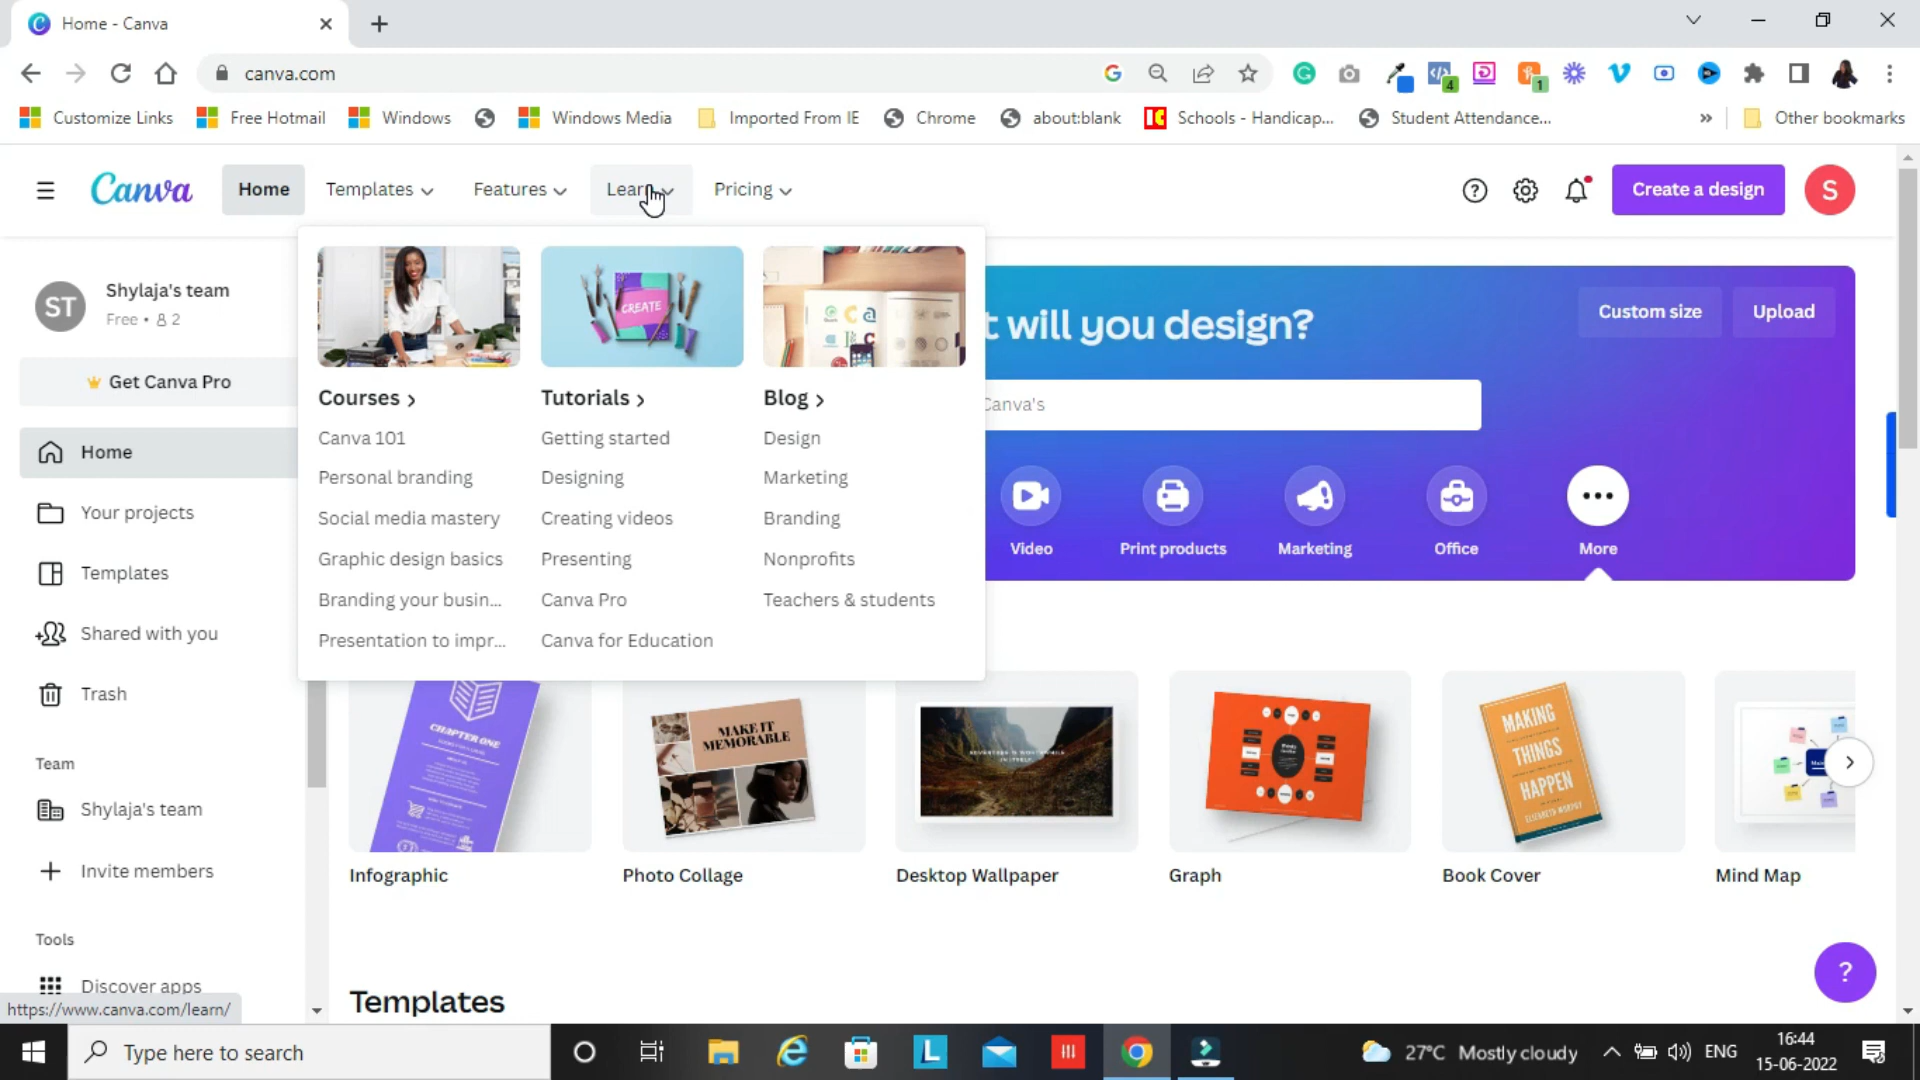 Home - Canva
canva.com
4
1
Customize Links
Free Hotmail
Windows
Windows Media
Imported From IE
Chrome
about:blank
Schools - Handicap...
Student Attendance...
»
Other bookmarks
Canva
Home
Templates
Features
Learn
Pricing
Create a design
S
ST
Shylaja's team
Free • 2
Get Canva Pro
Home
Your projects
Templates
Shared with you
Trash
Team
Shylaja's team
Invite members
Tools
Discover apps
https://www.canva.com/learn/
CREATE
Courses >
Canva 101
Personal branding
Social media mastery
Graphic design basics
Branding your busin...
Presentation to impr...
Tutorials >
Getting started
Designing
Creating videos
Presenting
Canva Pro
Canva for Education
Blog >
Design
Marketing
Branding
Nonprofits
Teachers & students
t will you design?
Custom size
Upload
Canva's
Video
Print products
Marketing
Office
More
CHAPTER ONE
MAKE IT
MEMORABLE
MAKING
THINGS
HAPPEN
Infographic
Photo Collage
Desktop Wallpaper
Graph
Book Cover
Mind Map
Templates
?
Type here to search
27°C Mostly cloudy
ENG
16:44
15-06-2022